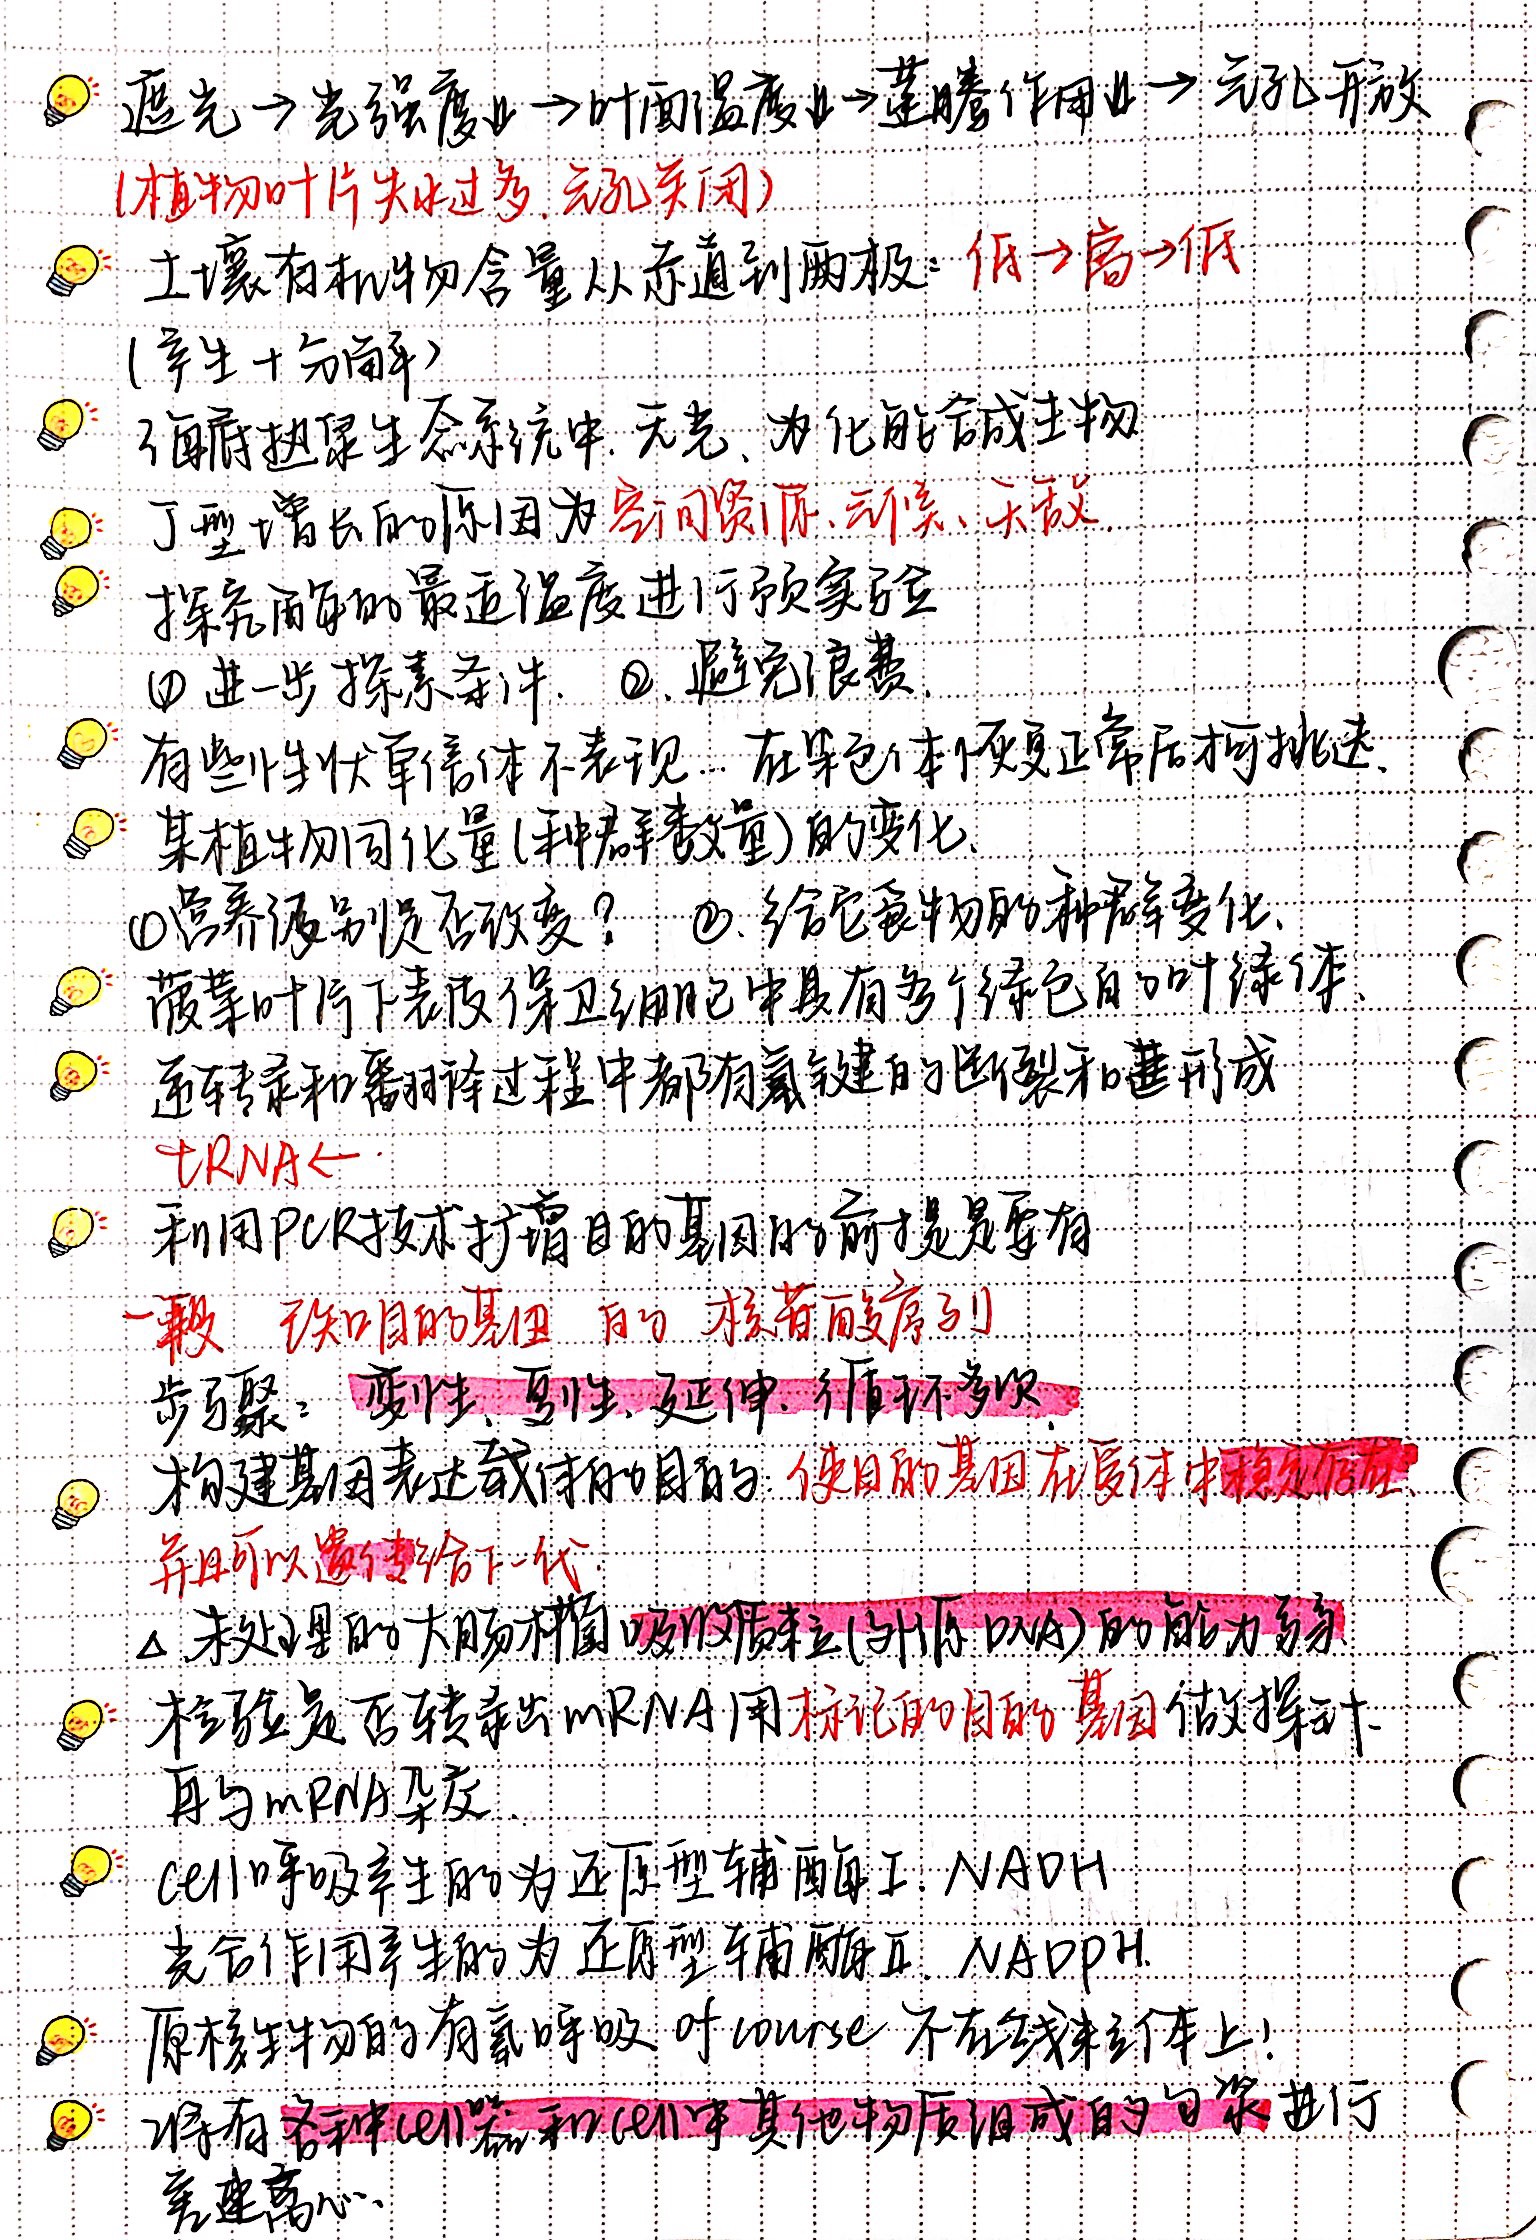 遮光→光强度↓→叶面温度↓→蒸腾作用↓→气孔开放
(植物叶片失水过多、气孔关闭)
土壤有机物含量从赤道到两极：低→高→低
(产生+分解)
海底热泉生态系统中.无光、为化能合成生物
J型增长的原因为空间资源、气候、天敌.
探究酶的最适温度进行预实验
①进一步探索条件. ②.避免浪费.
有些性状单倍体不表现...在染色体恢复正常后才可挑选.
某植物同化量(种群数量)的变化.
①营养级别是否改变? ②.给它食物的种群变化.
菠菜叶片下表皮保卫细胞中具有多个绿色的叶绿体.
逆转录和翻译过程中都有氢键的断裂和形成
tRNA←
利用PCR技术扩增目的基因的前提是要有
一段 已知目的基因 的 核苷酸序列
步骤：变性、复性、延伸.循环多次.
构建基因表达载体的目的 使目的基因在受体中稳定存在
并且可以遗传给下一代.
△ 未处理的大肠杆菌吸收质粒(外源DNA)的能力弱
检验是否转录出mRNA用标记的目的基因做探针.
再与mRNA杂交.
cell呼吸产生的为还原型辅酶I. NADH
光合作用产生的为还原型辅酶II. NADPH.
原核生物的有氧呼吸 of course 不在线粒体上!
将有各种cell器和cell中其他物质组成的匀浆进行
差速离心.